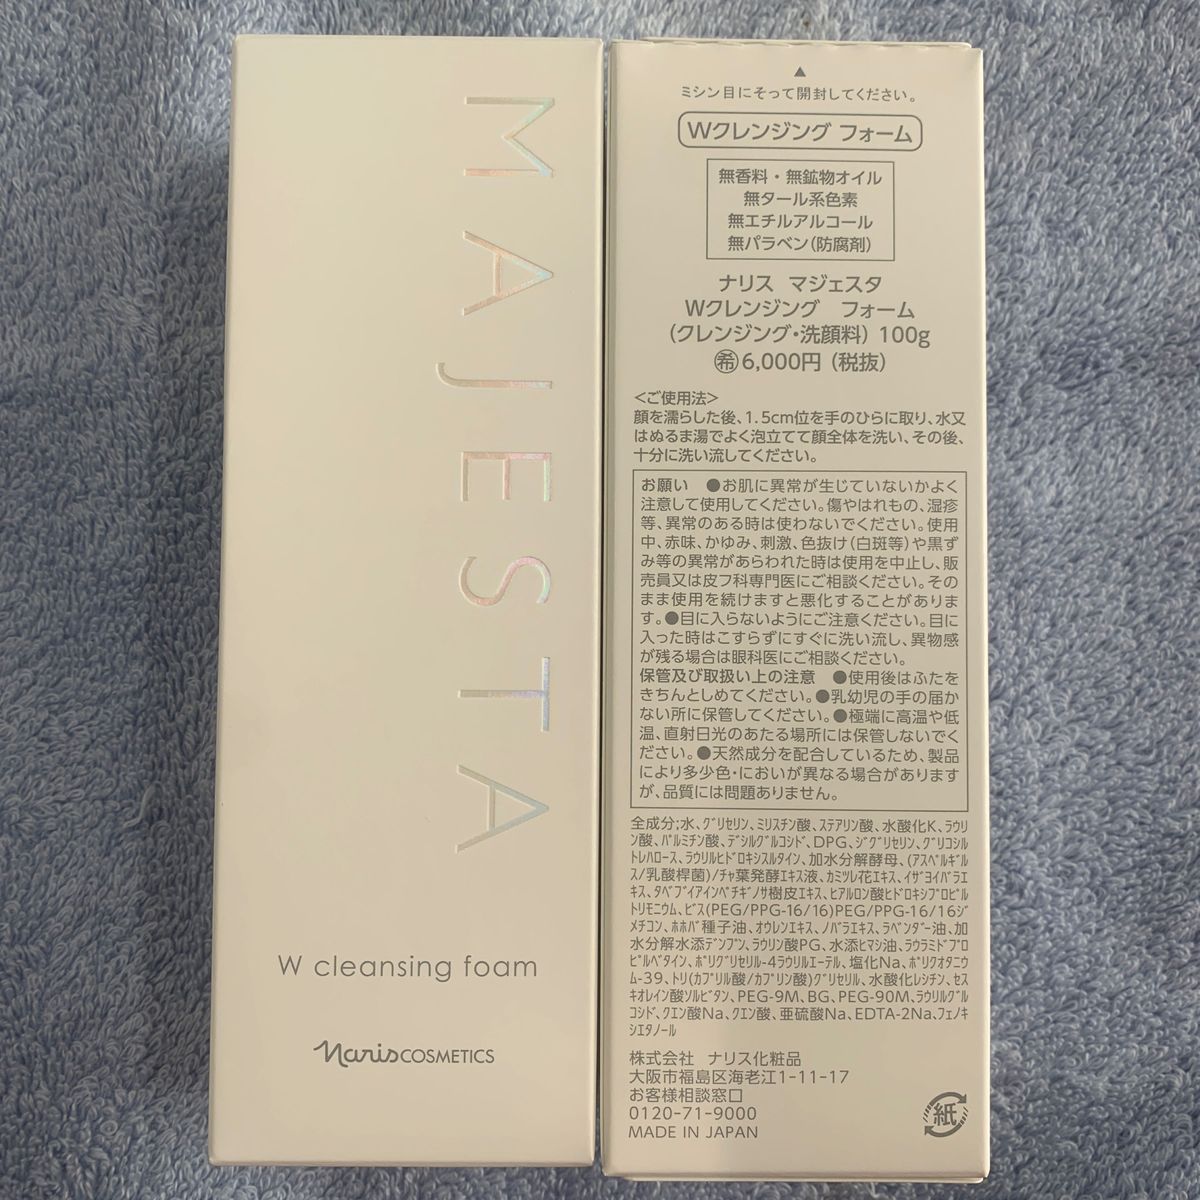 MAJESTA
W cleansing foam
Naris COSMETICS
▲
ミシン目にそって開封してください。
Wクレンジング フォーム
無香料・無鉱物オイル
無タール系色素
無エチルアルコール
無パラベン(防腐剤)
ナリス マジェスタ
Wクレンジング フォーム
(クレンジング・洗顔料) 100g
㊕6,000円 (税抜)
<ご使用法>
顔を濡らした後、1.5cm位を手のひらに取り、水又
はぬるま湯でよく泡立てて顔全体を洗い、その後、
十分に洗い流してください。
お願い ●お肌に異常が生じていないかよく
注意して使用してください。傷やはれもの、湿疹
等、異常のある時は使わないでください。使用
中、赤味、かゆみ、刺激、色抜け(白斑等)や黒ず
み等の異常があらわれた時は使用を中止し、販
売員又は皮フ科専門医にご相談ください。その
まま使用を続けますと悪化することがありま
す。●目に入らないようにご注意ください。目に
入った時はこすらずにすぐに洗い流し、異物感
が残る場合は眼科医にご相談ください。
保管及び取扱い上の注意 ●使用後はふたを
きちんとしめてください。●乳幼児の手の届か
ない所に保管してください。●極端に高温や低
温、直射日光のあたる場所には保管しないでく
ださい。●天然成分を配合しているため、製品
により多少色・においが異なる場合があります
が、品質には問題ありません。
全成分;水、グリセリン、ミリスチン酸、ステアリン酸、水酸化K、ラウリ
ン酸、パルミチン酸、デシルグルコシド、DPG、ジグリセリン、グリコシル
トレハロース、ラウリルヒドロキシスルタイン、加水分解酵母、(アスペルギル
ス/乳酸桿菌)/チャ葉発酵エキス液、カミツレ花エキス、イザヨイバラエ
キス、タベブイアインペチギノサ樹皮エキス、ヒアルロン酸ヒドロキシプロピル
トリモニウム、ビス(PEG/PPG-16/16)PEG/PPG-16/16ジ
メチコン、ホホバ種子油、オウレンエキス、ノバラエキス、ラベンダー油、加
水分解水添デンプン、ラウリン酸PG、水添ヒマシ油、ラウラミドプロ
ピルベタイン、ポリグリセリル-4ラウリルエーテル、塩化Na、ポリクオタニウ
ム-39、トリ(カプリル酸/カプリン酸)グリセリル、水酸化レシチン、セス
キオレイン酸ソルビタン、PEG-9M、BG、PEG-90M、ラウリルグル
コシド、クエン酸Na、クエン酸、亜硫酸Na、EDTA-2Na、フェノキ
シエタノール
株式会社 ナリス化粧品
大阪市福島区海老江1-11-17
お客様相談窓口
0120-71-9000
MADE IN JAPAN
紙